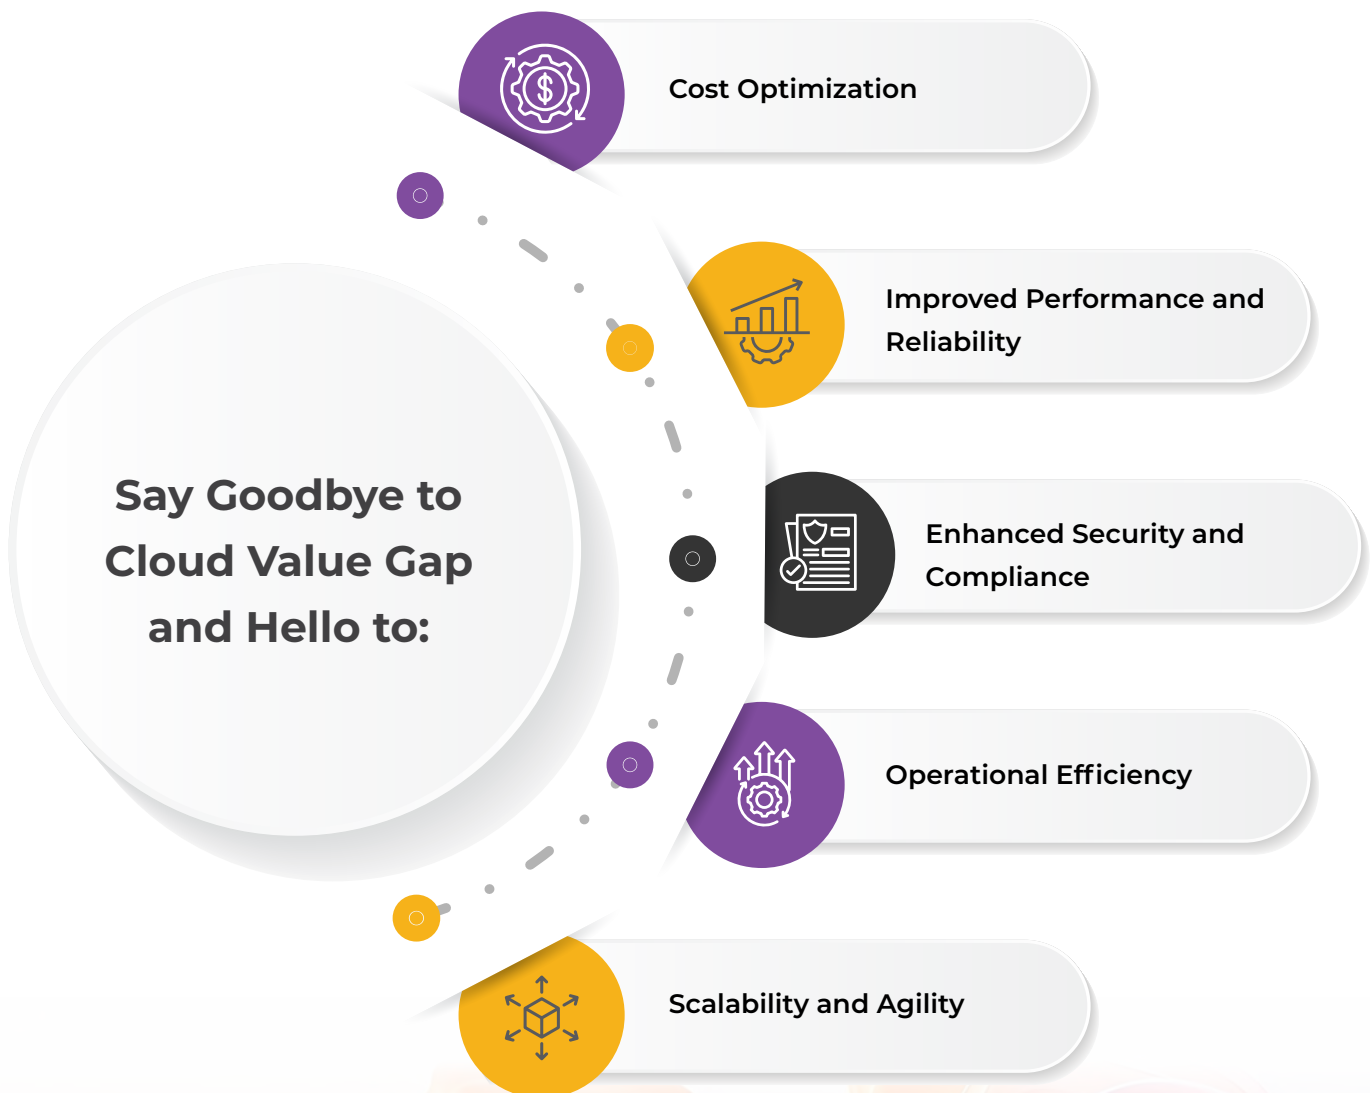 Cost Optimization
Improved Performance and
Reliability
Say Goodbye to
Cloud Value Gap
and Hello to:
Enhanced Security and
Compliance
Operational Efficiency
Scalability and Agility